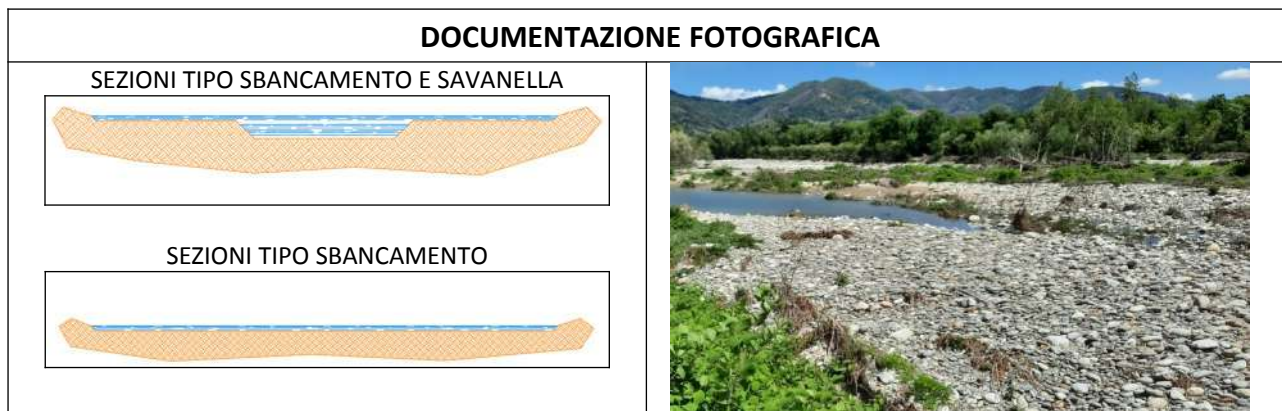 DOCUMENTAZIONE FOTOGRAFICA
SEZIONI TIPO SBANCAMENTO E SAVANELLA
SEZIONI TIPO SBANCAMENTO